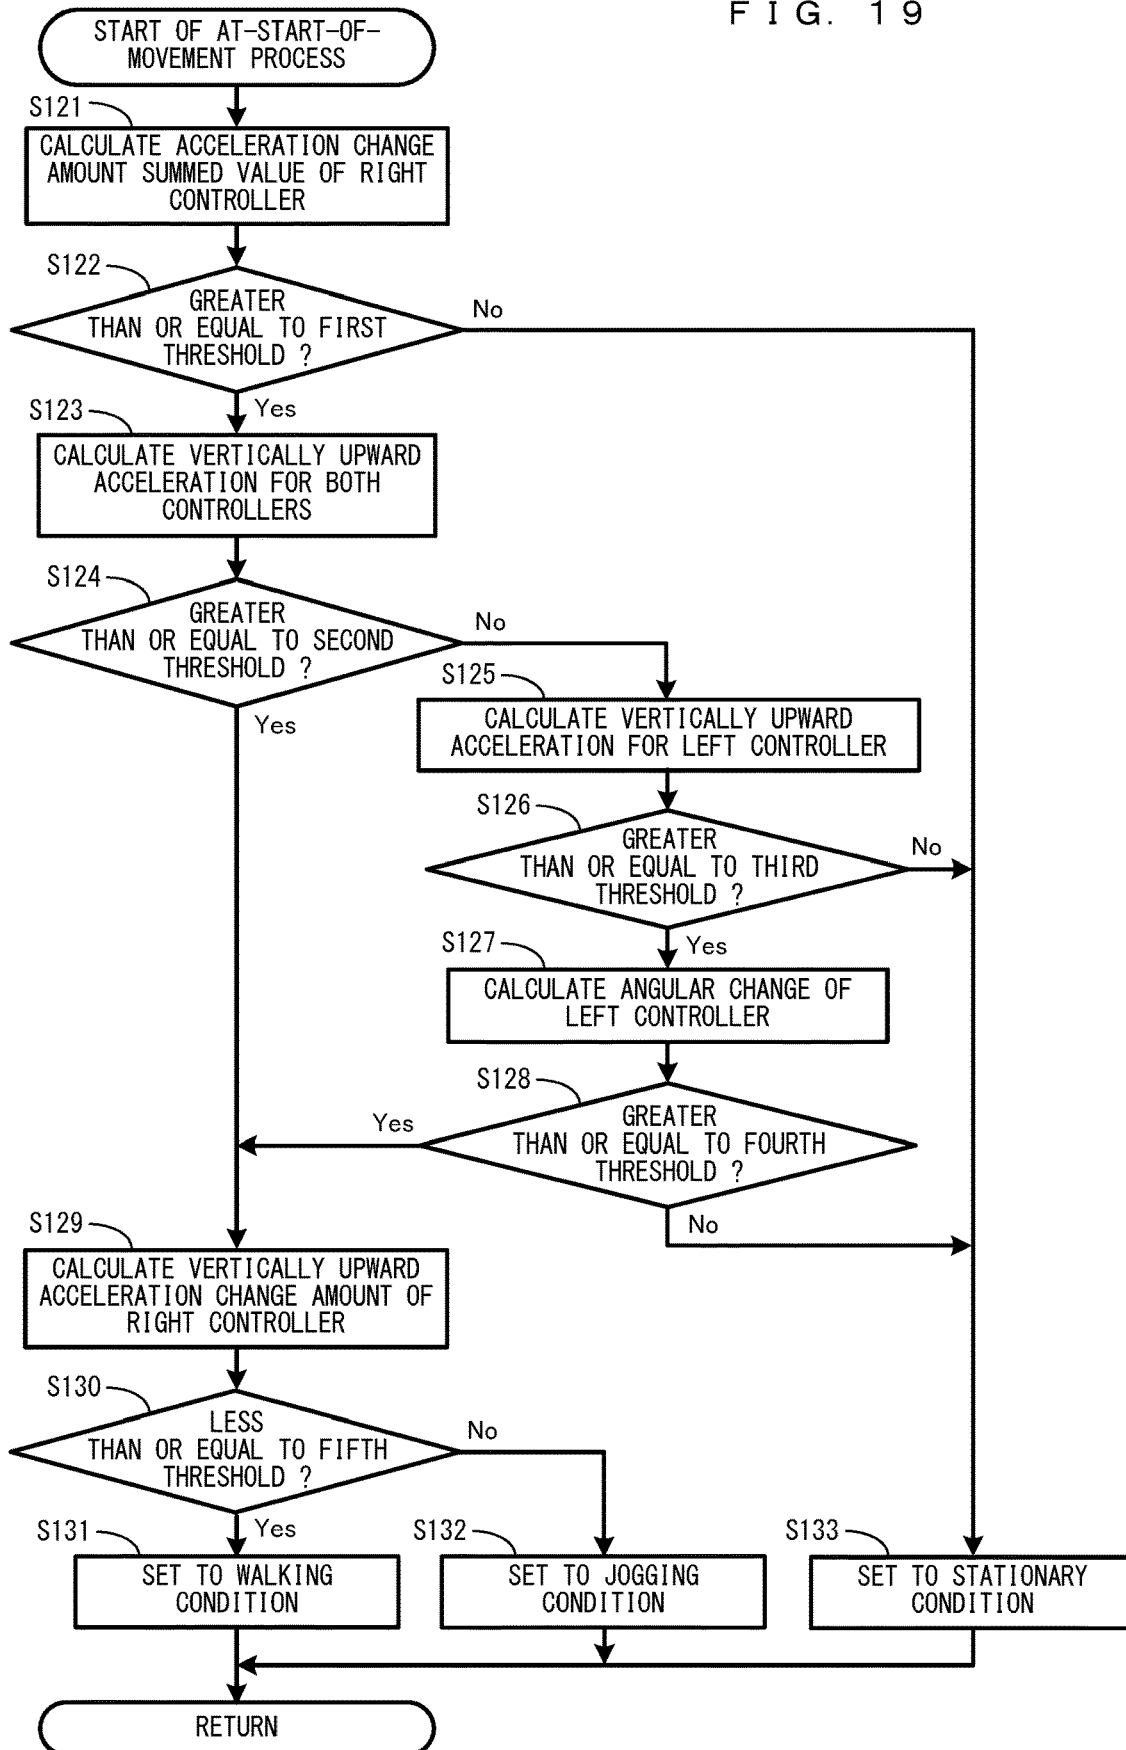 FIG. 19
START OF AT-START-OF-
MOVEMENT PROCESS
S121
CALCULATE ACCELERATION CHANGE
AMOUNT SUMMED VALUE OF RIGHT
CONTROLLER
S122
GREATER
THAN OR EQUAL TO FIRST
THRESHOLD ?
No
Yes
S123
CALCULATE VERTICALLY UPWARD
ACCELERATION FOR BOTH
CONTROLLERS
S124
GREATER
THAN OR EQUAL TO SECOND
THRESHOLD ?
No
Yes
S125
CALCULATE VERTICALLY UPWARD
ACCELERATION FOR LEFT CONTROLLER
S126
GREATER
THAN OR EQUAL TO THIRD
THRESHOLD ?
No
Yes
S127
CALCULATE ANGULAR CHANGE OF
LEFT CONTROLLER
S128
GREATER
THAN OR EQUAL TO FOURTH
THRESHOLD ?
Yes
No
S129
CALCULATE VERTICALLY UPWARD
ACCELERATION CHANGE AMOUNT OF
RIGHT CONTROLLER
S130
LESS
THAN OR EQUAL TO FIFTH
THRESHOLD ?
No
Yes
S131
SET TO WALKING
CONDITION
S132
SET TO JOGGING
CONDITION
S133
SET TO STATIONARY
CONDITION
RETURN